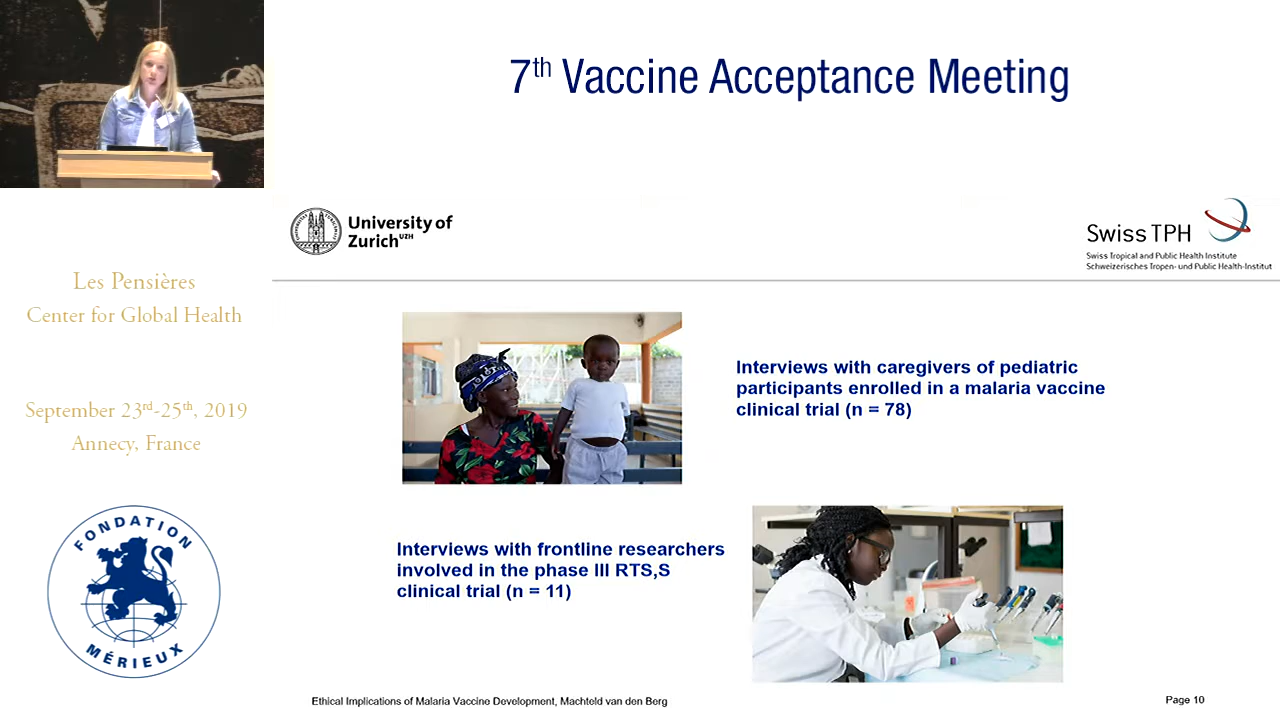 7th Vaccine Acceptance Meeting
University of
Zurich UZH
Swiss TPH
Swiss Tropical and Public Health Institute
Schweizerisches Tropen- und Public Health-Institut
Les Pensières
Center for Global Health
September 23rd-25th, 2019
Annecy, France
FONDATION
MÉRIEUX
Interviews with caregivers of pediatric
participants enrolled in a malaria vaccine
clinical trial (n = 78)
Interviews with frontline researchers
involved in the phase III RTS,S
clinical trial (n = 11)
Ethical Implications of Malaria Vaccine Development, Machteld van den Berg
Page 10